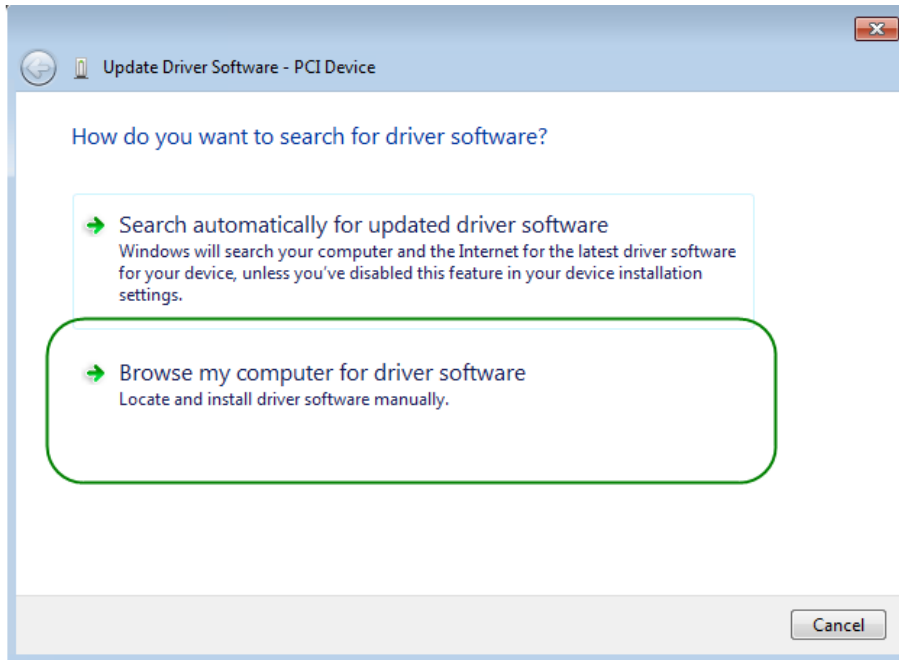 Update Driver Software - PCI Device
How do you want to search for driver software?
Search automatically for updated driver software
Windows will search your computer and the Internet for the latest driver software
for your device, unless you've disabled this feature in your device installation
settings.
Browse my computer for driver software
Locate and install driver software manually.
Cancel